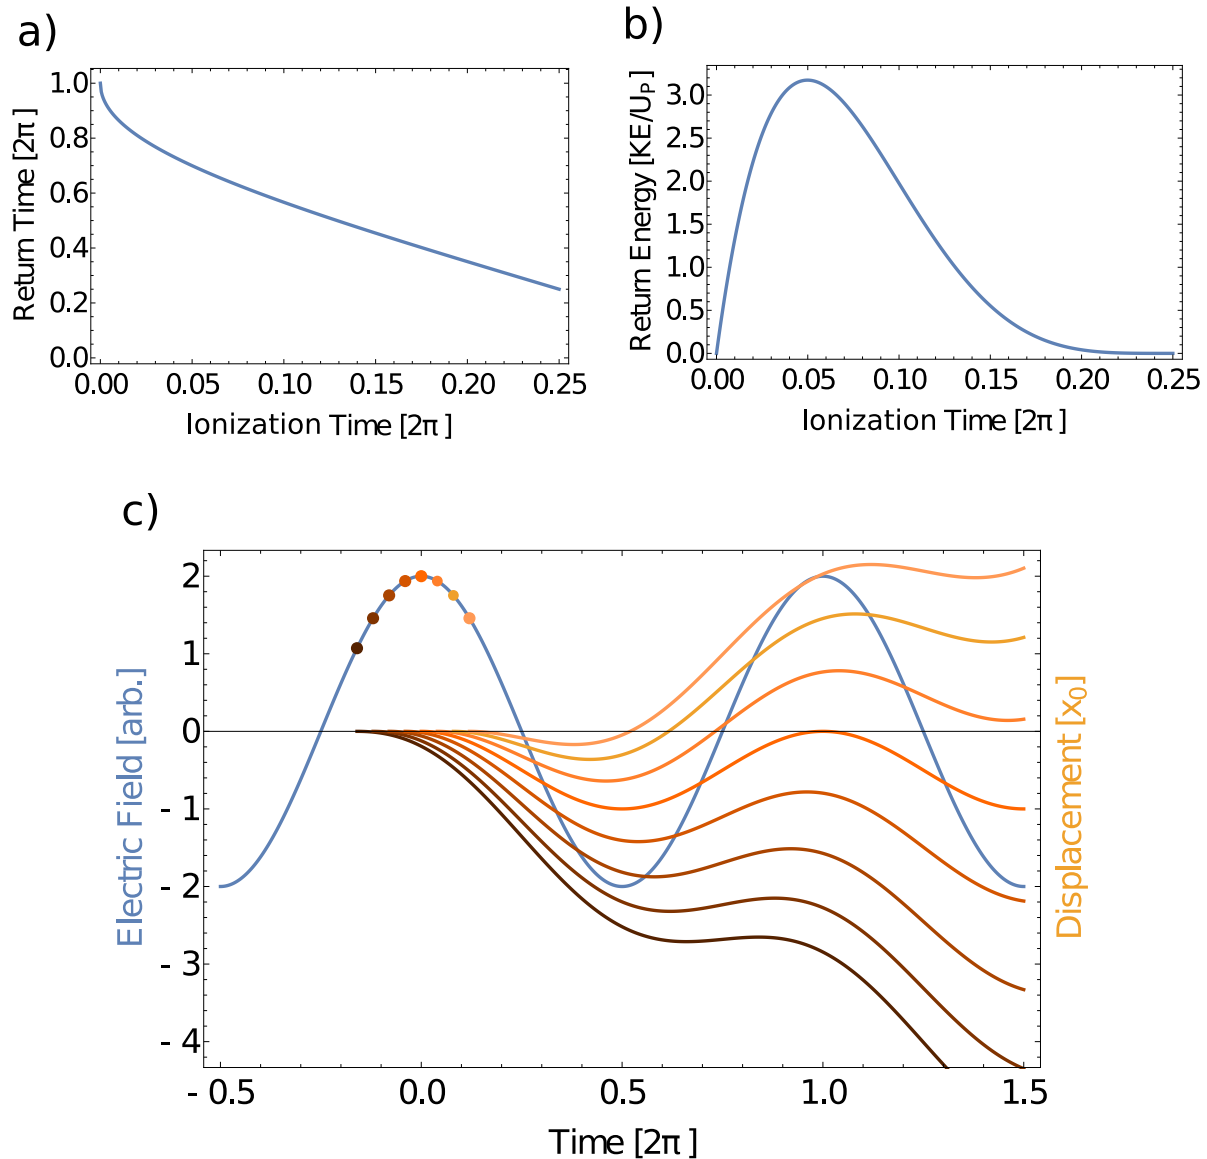 a)
1.0
0.8
0.6
0.4
0.2
0.0
Return Time [2π]
0.00 0.05 0.10 0.15 0.20 0.25
Ionization Time [2π]
b)
3.0
2.5
2.0
1.5
1.0
0.5
0.0
Return Energy [KE/U_P]
0.00 0.05 0.10 0.15 0.20 0.25
Ionization Time [2π]
c)
2
1
0
-1
-2
-3
-4
Electric Field [arb.]
Displacement [x_0]
-0.5 0.0 0.5 1.0 1.5
Time [2π]